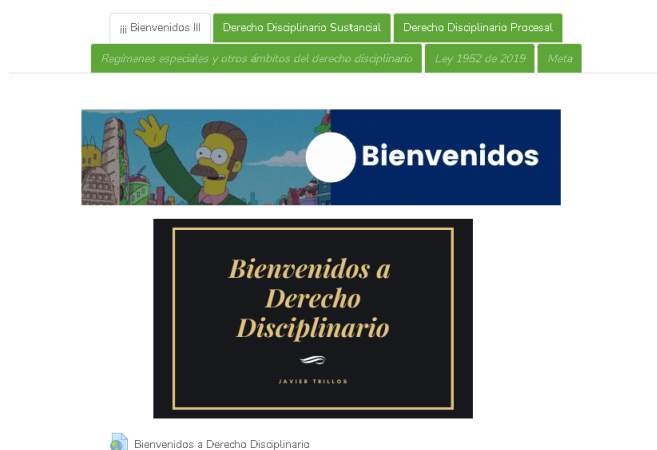 ¡¡¡ Bienvenidos !!!
Derecho Disciplinario Sustancial
Derecho Disciplinario Procesal
Regímenes especiales y otros ámbitos del derecho disciplinario
Ley 1952 de 2019
Meta
Bienvenidos
Bienvenidos a
Derecho
Disciplinario
JAVIER TRILLOS
Bienvenidos a Derecho Disciplinario